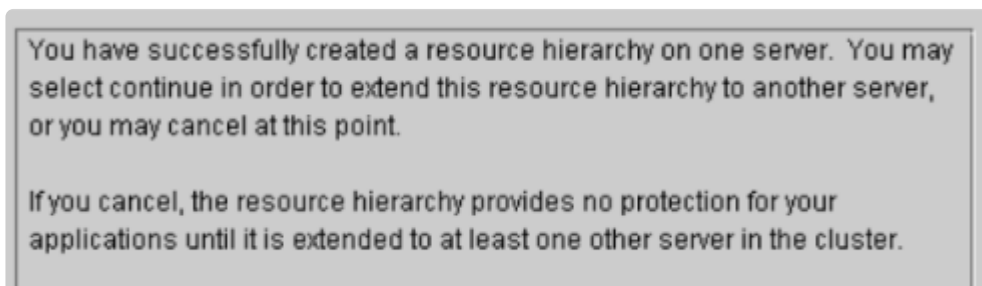 You have successfully created a resource hierarchy on one server.  You may
select continue in order to extend this resource hierarchy to another server,
or you may cancel at this point.
If you cancel, the resource hierarchy provides no protection for your
applications until it is extended to at least one other server in the cluster.